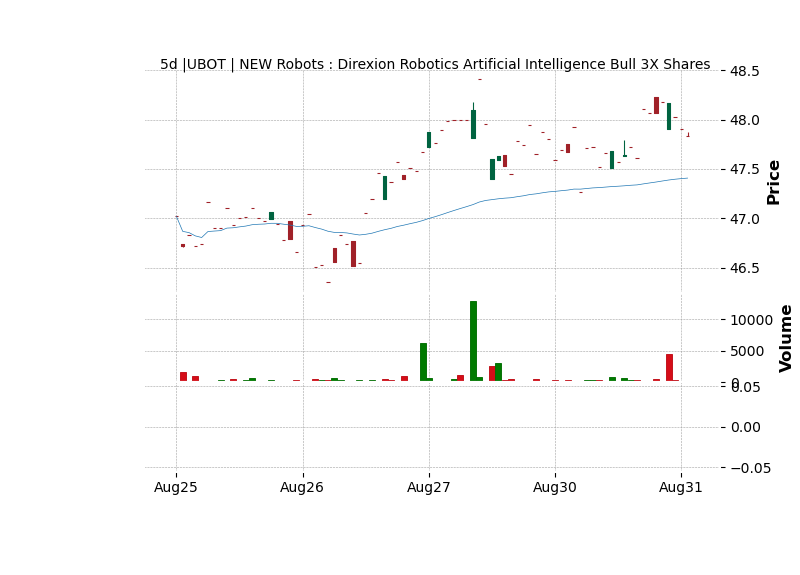 5d |UBOT | NEW Robots : Direxion Robotics Artificial Intelligence Bull 3X Shares
48.5
48.0
47.5
47.0
46.5
Price
10000
5000
0
Volume
0.05
0.00
−0.05
Aug25 Aug26 Aug27 Aug30 Aug31